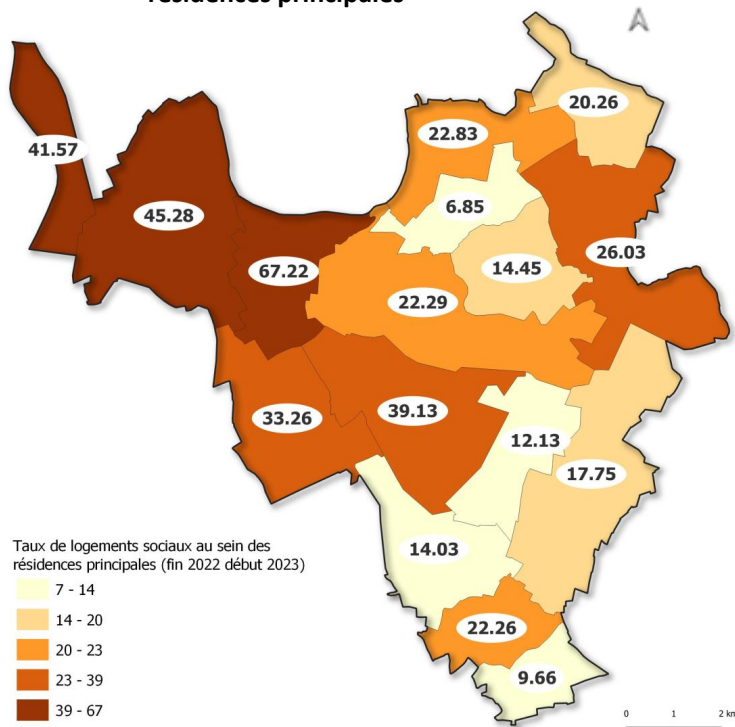 résidences principales
A
20.26
22.83
41.57
6.85
45.28
26.03
67.22
14.45
22.29
33.26
39.13
12.13
17.75
14.03
22.26
9.66
Taux de logements sociaux au sein des
résidences principales (fin 2022 début 2023)
7 - 14
14 - 20
20 - 23
23 - 39
39 - 67
0 1 2 km